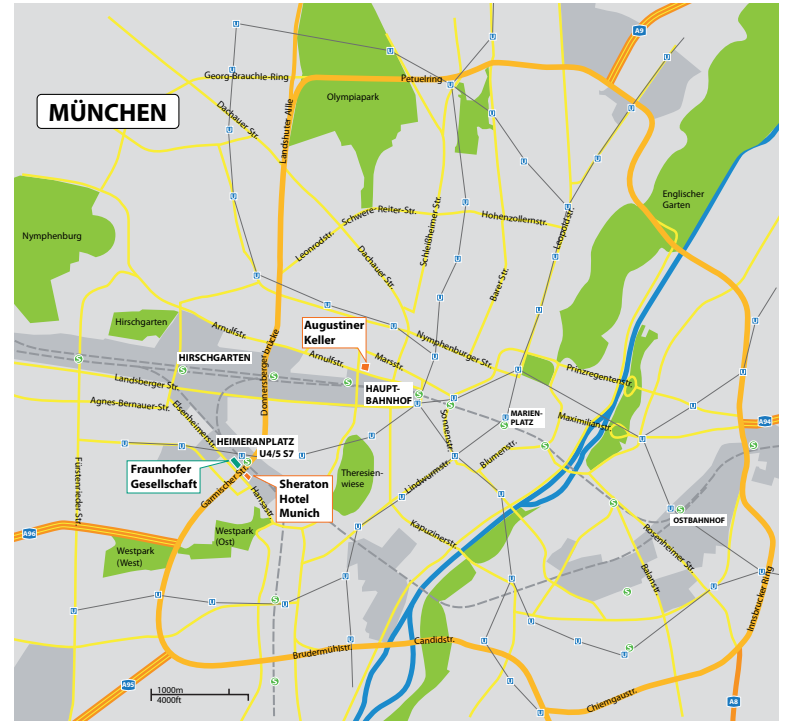 A9
Georg-Brauchle-Ring
Petuelring
Olympiapark
MÜNCHEN
Dachauer Str.
Landshuter Allee
Englischer
Garten
Schwere-Reiter-Str.
Hohenzollernstr.
Leopoldstr.
Schleißheimer Str.
Leonrodstr.
Nymphenburg
Dachauer Str.
Barer Str.
Hirschgarten
Arnulfstr.
Augustiner
Keller
Nymphenburger Str.
Donnersberger brücke
HIRSCHGARTEN
Arnulfstr.
Marsstr.
Prinzregentenstr.
Landsberger Str.
HAUPT-
BAHNHOF
Agnes-Bernauer-Str.
Elsenheimerstr.
Sonnenstr.
MARIEN-
PLATZ
Maximilianstr.
A94
HEIMERANPLATZ
U4/5 S7
Blumenstr.
Fraunhofer
Gesellschaft
Garmischer Str.
Sheraton
Hotel
Munich
Theresien-
wiese
Lindwurmstr.
Fürstenrieder Str.
Hansastr.
OSTBAHNHOF
A96
Westpark
(Ost)
Westpark
(West)
Kapuzinerstr.
Rosenheimer Str.
Balanstr.
Innsbrucker Ring
Candidstr.
Brudermühlstr.
A95
1000m
4000ft
Chiemgaustr.
A8